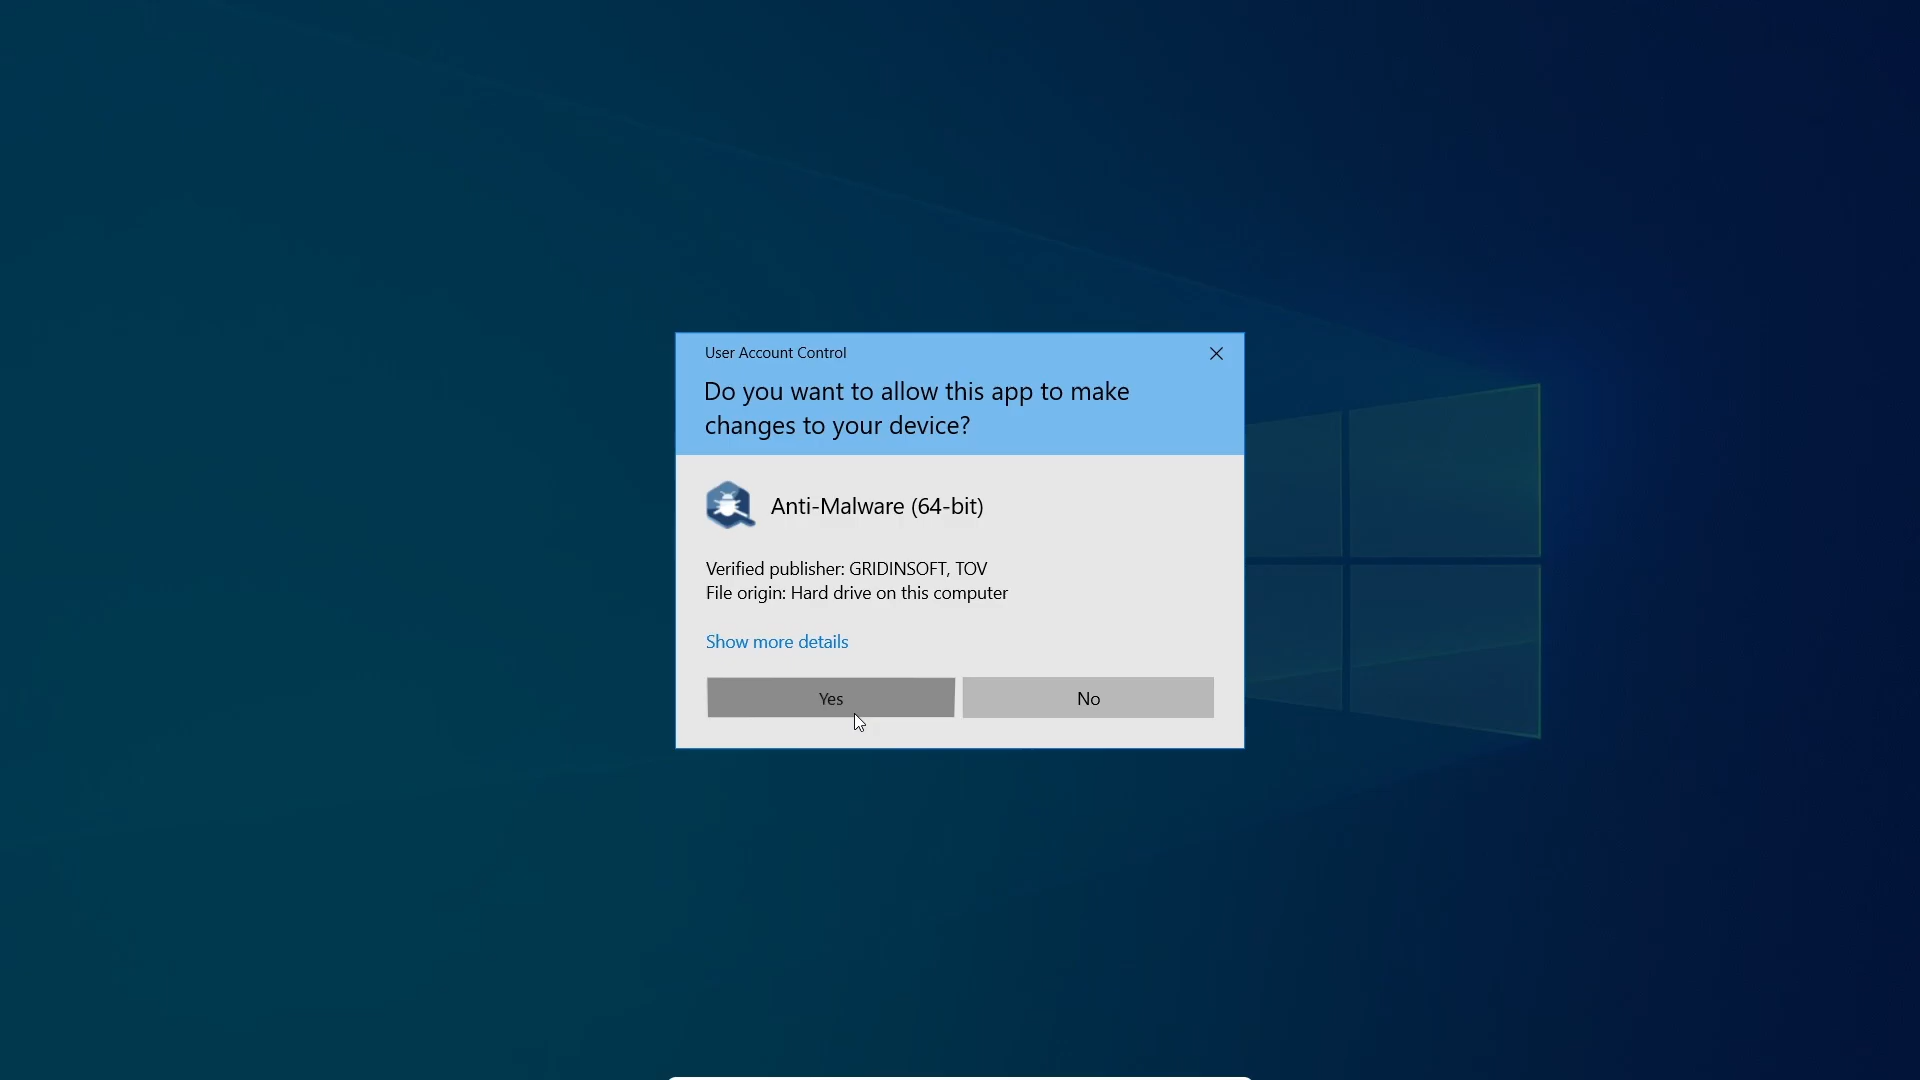 User Account Control
Do you want to allow this app to make
changes to your device?
Anti-Malware (64-bit)
Verified publisher: GRIDINSOFT, TOV
File origin: Hard drive on this computer
Show more details
Yes
No